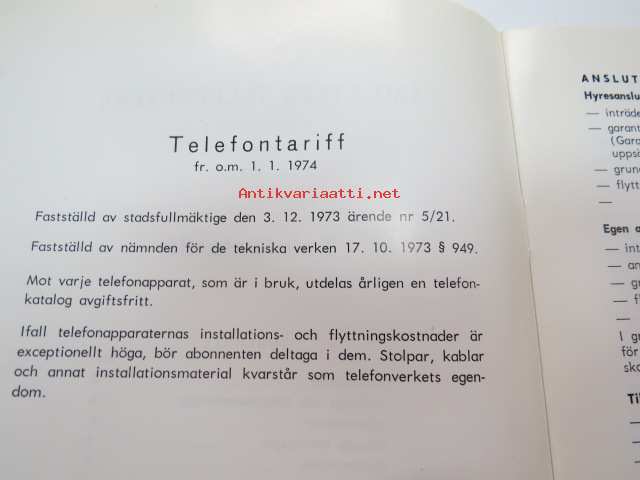 Telefontariff
fr. o.m. 1. 1. 1974
Antikvariaatti.net
Fastställd av stadsfullmäktige den 3. 12. 1973 ärende nr 5/21.
Fastställd av nämnden för de tekniska verken 17. 10. 1973 § 949.
Mot varje telefonapparat, som är i bruk, utdelas årligen en telefon-
katalog avgiftsfritt.
Ifall telefonapparaternas installations- och flyttningskostnader är
exceptionellt höga, bör abonnenten deltaga i dem. Stolpar, kablar
och annat installationsmaterial kvarstår som telefonverkets egen-
dom.
ANSLUT
Hyresanslu
— inträde
— garant
(Gara
uppsä
— grun
— flytt
—
Egen a
— int
— an
— g
— f
—
I g
för
ska
Til
—
—
—